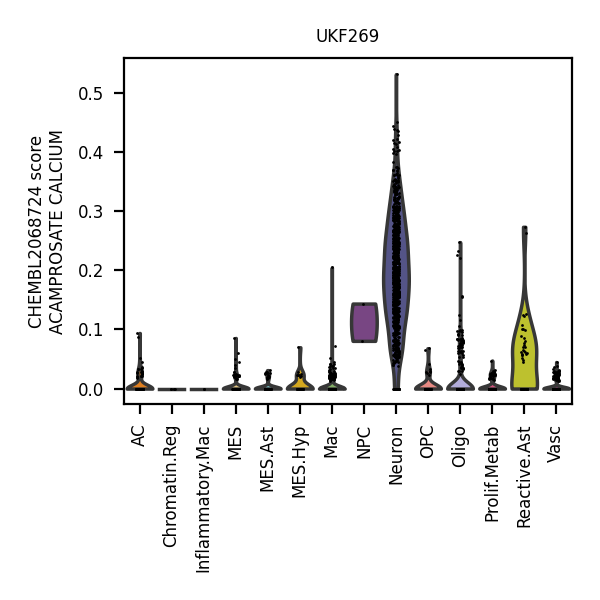 UKF269
CHEMBL2068724 score
ACAMPROSATE CALCIUM
0.5
0.4
0.3
0.2
0.1
0.0
AC
Chromatin.Reg
Inflammatory.Mac
MES
MES.Ast
MES.Hyp
Mac
NPC
Neuron
OPC
Oligo
Prolif.Metab
Reactive.Ast
Vasc